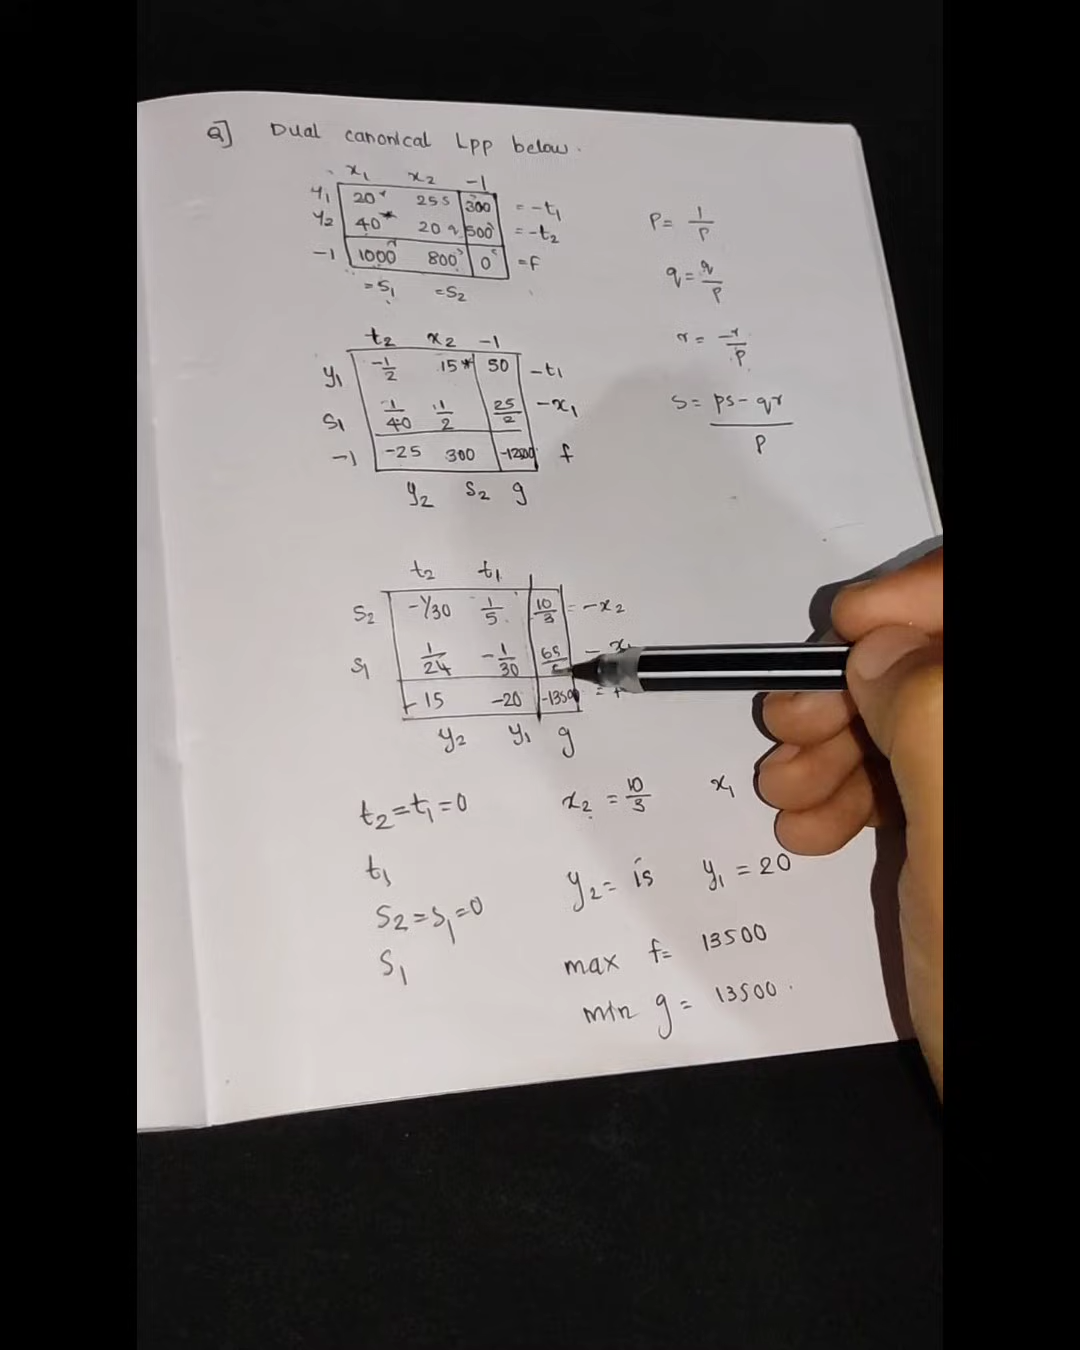 Q] Dual canonical Lpp below.
x1 x2 -1
y1 20 25 300 = -t1
y2 40* 20 500 = -t2
-1 1000 800 0 = f
= s1 = s2
p = 1/p
q = q/p
r = -r/p
s = ps - qr / p
t2 x2 -1
y1 -1/2 15* 50 -t1
s1 1/40 1/2 25/2 -x1
-1 -25 300 f
y2 s2 g
t2 t1
s2 -1/30 1/5 10/3 = -x2
s1 1/24 -1/30
-15 -20
y2 y1 g
t2 = t1 = 0 x2 = 10/3 x1
t1
y2 = 15 y1 = 20
s2 = s1 = 0
s1
max f = 13500
min g = 13500.